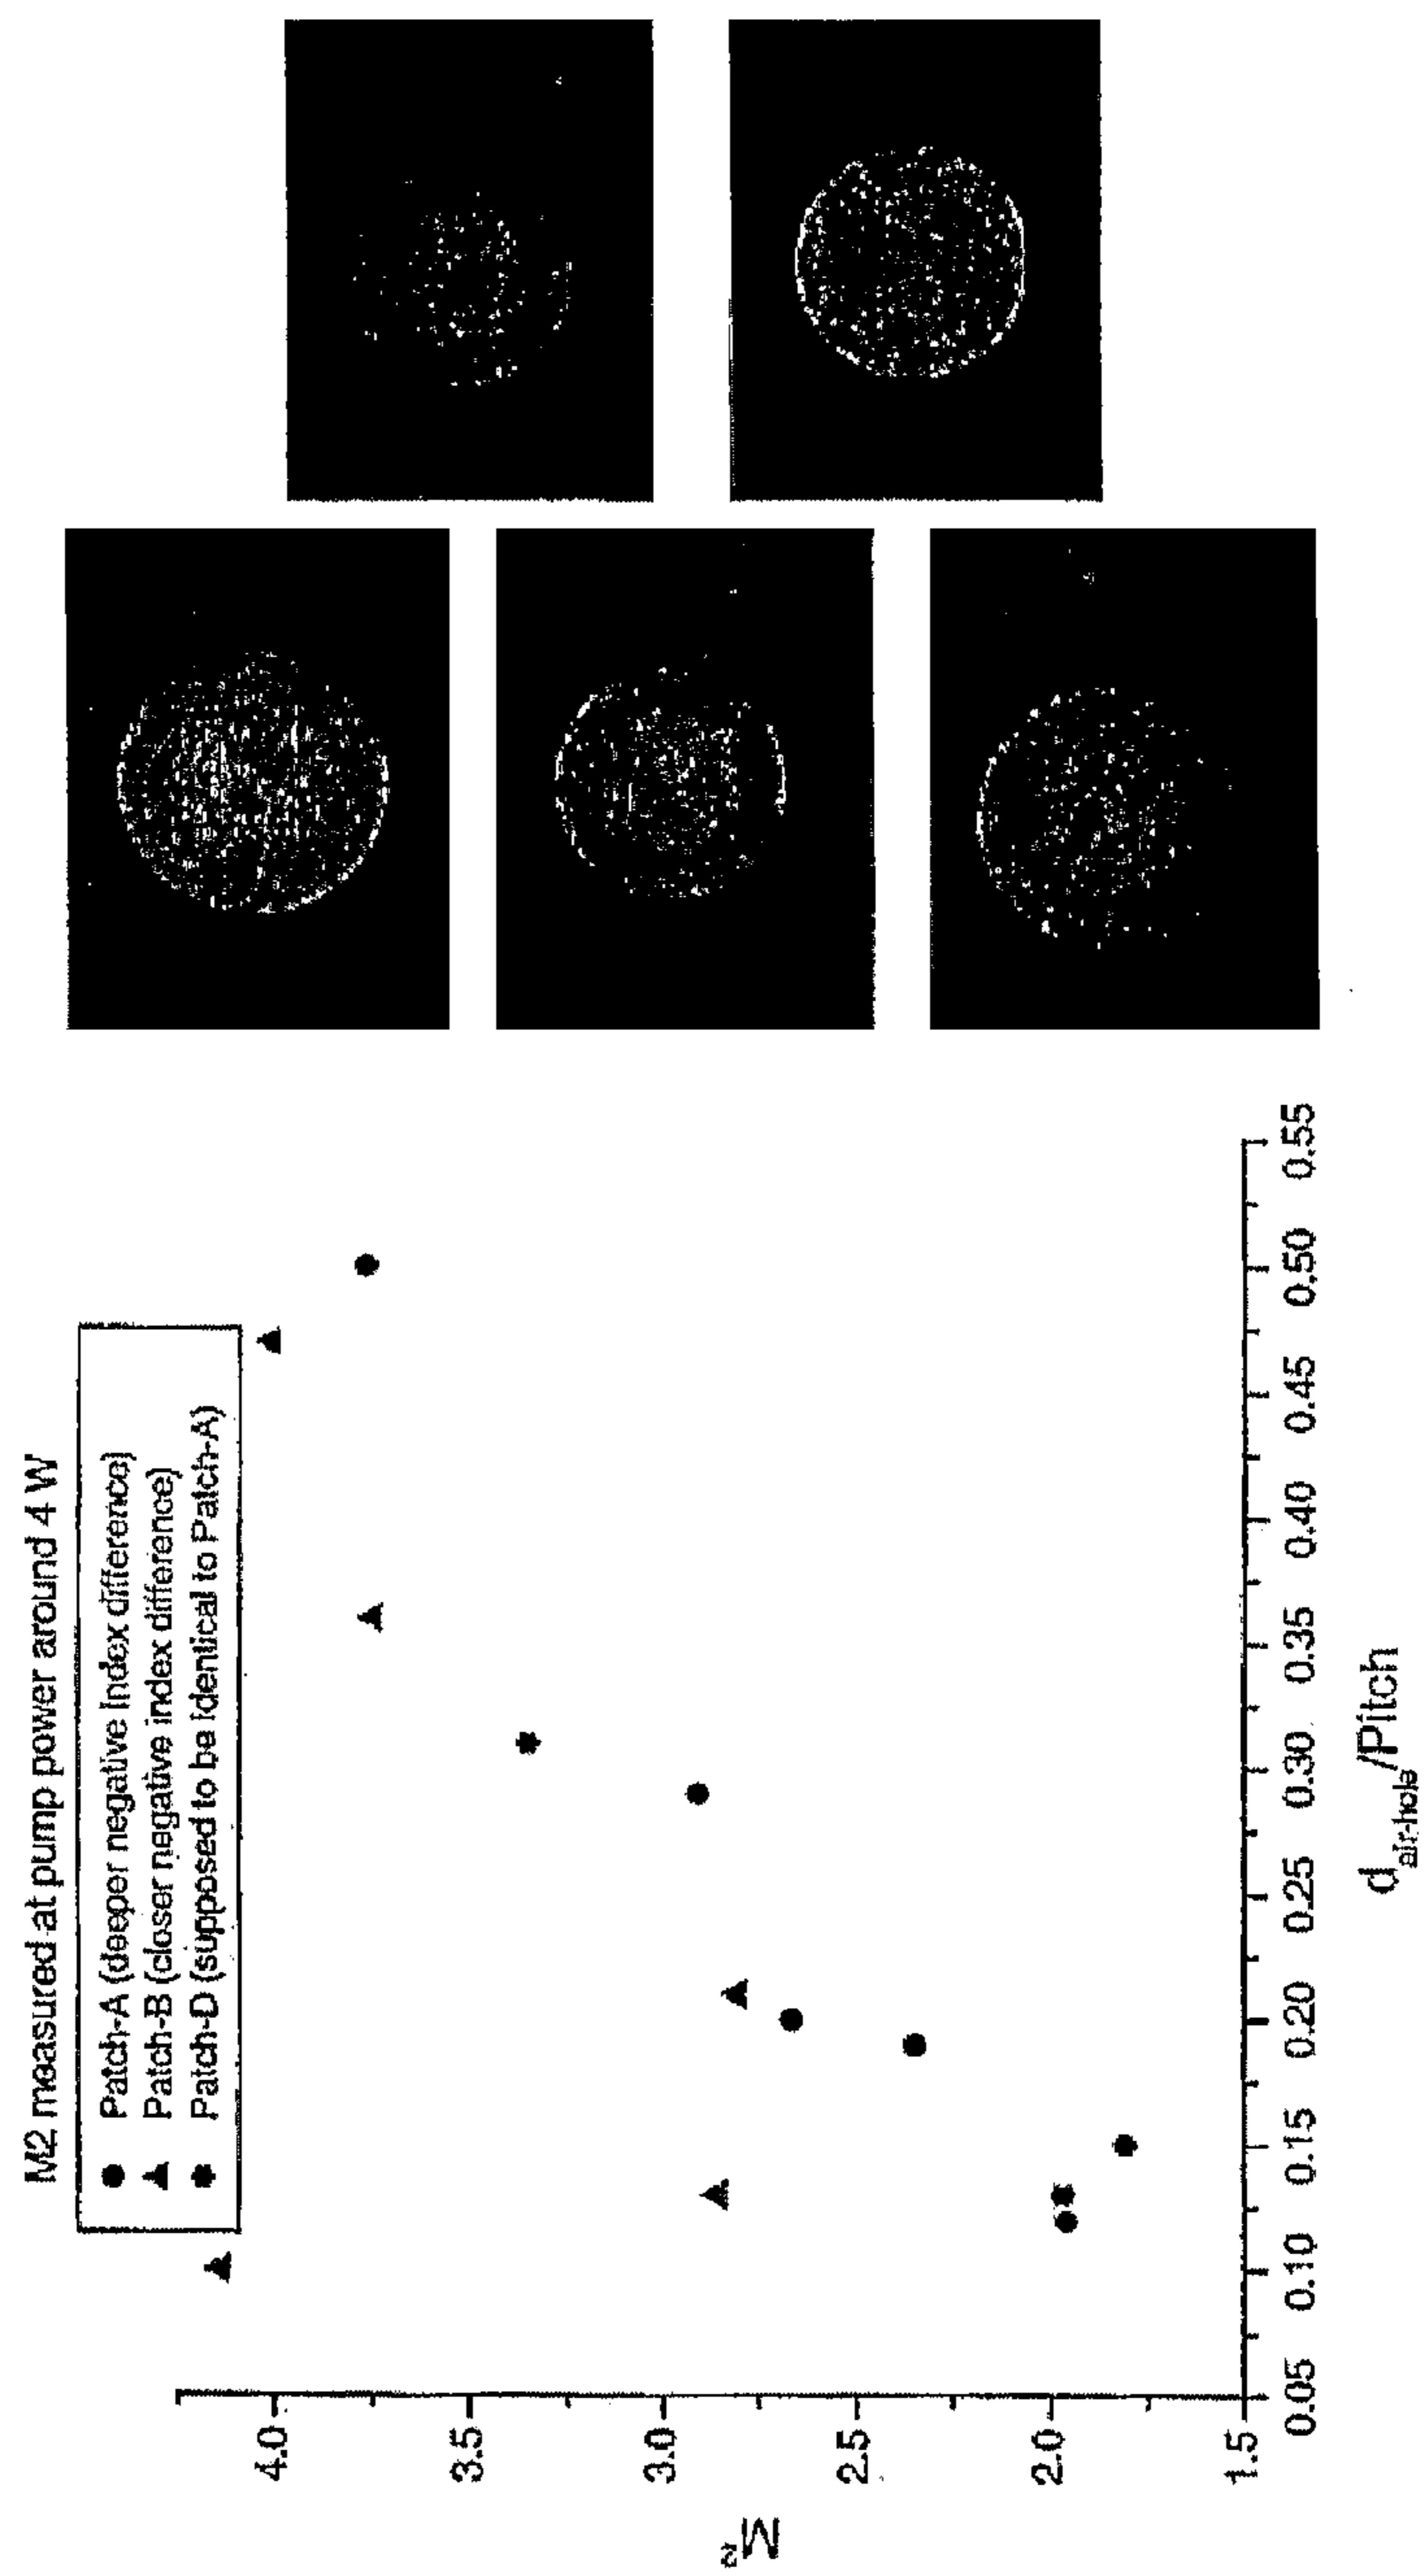 M2 measured at pump power around 4 W
Patch-A (deeper negative index difference)
Patch-B (closer negative index difference)
Patch-D (supposed to be identical to Patch-A)
M²
4.0
3.5
3.0
2.5
2.0
1.5
0.05 0.10 0.15 0.20 0.25 0.30 0.35 0.40 0.45 0.50 0.55
d air-hole/Pitch